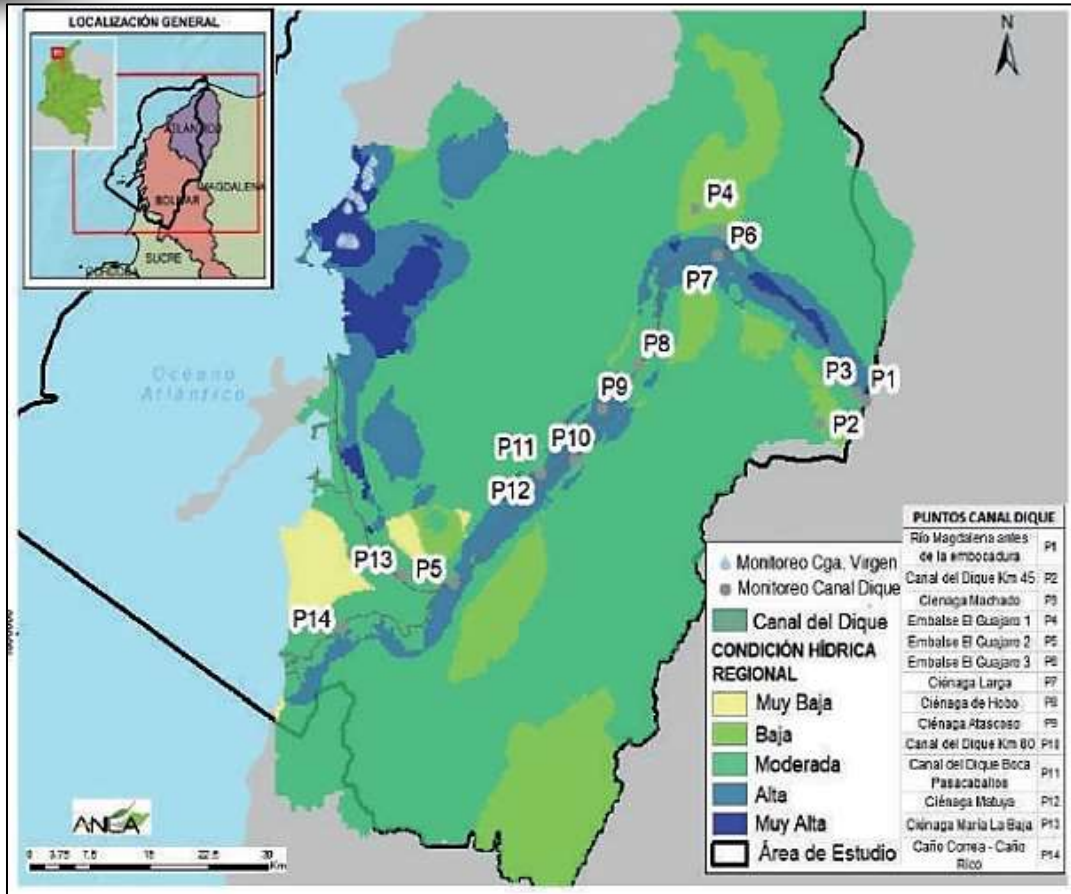 LOCALIZACIÓN GENERAL
ATLÁNTICO
MAGDALENA
BOLIVAR
SUCRE
CÓRDOBA
N
Océano
Atlántico
P4
P6
P7
P8
P3
P1
P9
P2
P11
P10
P12
P13
P5
P14
Monitoreo Cga. Virgen
Monitoreo Canal Dique
Canal del Dique
CONDICIÓN HÍDRICA
REGIONAL
Muy Baja
Baja
Moderada
Alta
Muy Alta
Área de Estudio
PUNTOS CANAL DIQUE
Río Magdalena antes
de la embocadura P1
Canal del Dique Km 45 P2
Cienaga Machado P3
Embalse El Guajaro 1 P4
Embalse El Guajaro 2 P5
Embalse El Guajaro 3 P6
Ciénaga Larga P7
Ciénaga de Hobo P8
Ciénaga Atascoso P9
Canal del Dique Km 80 P10
Canal del Dique Boca
Pasacaballos P11
Ciénaga Matuya P12
Ciénaga María La Baja P13
Caño Correa - Caño
Rico P14
ANLA
0 3.75 7.5 15 22.5 30
Km